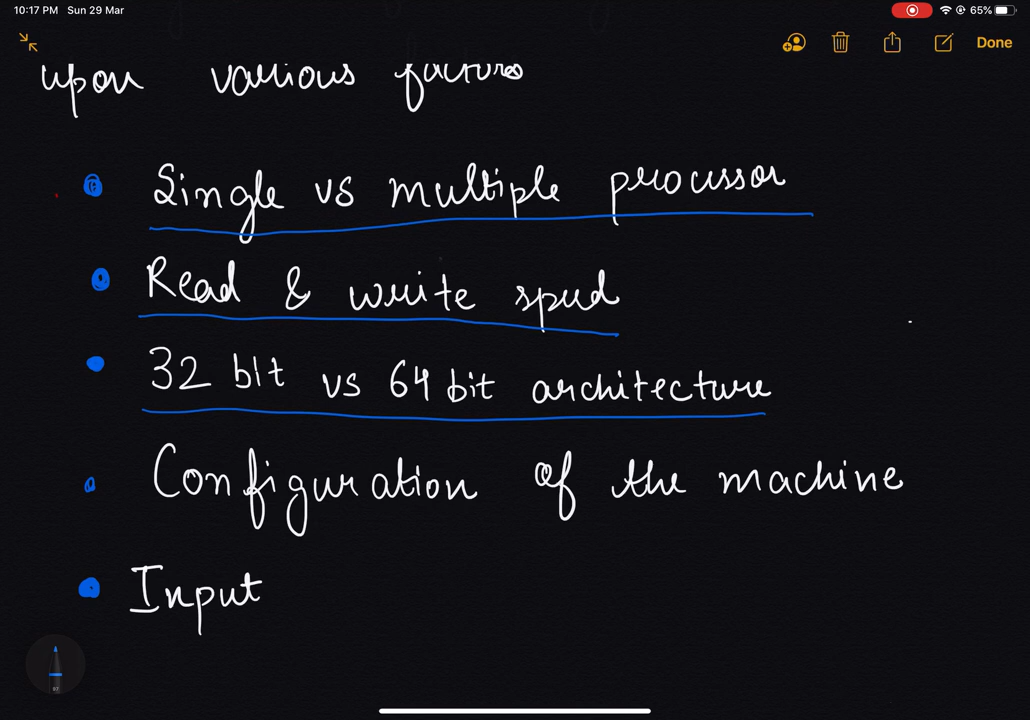 10:17 PM Sun 29 Mar 65%
Done
upon various factors
Single vs multiple processor
Read & write speed
32 bit vs 64 bit architecture
Configuration of the machine
Input
97